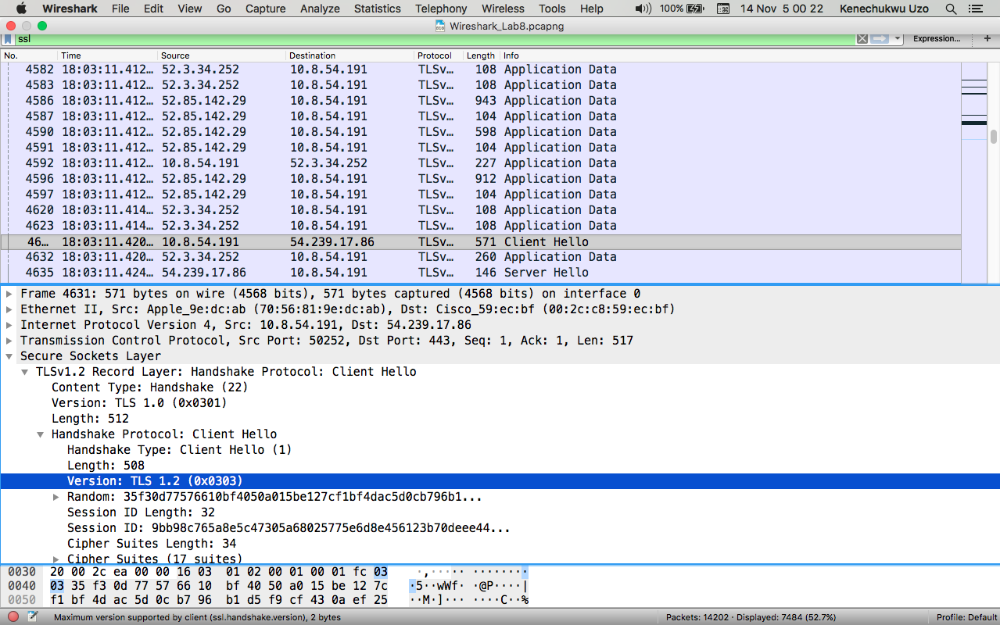 Wireshark File Edit View Go Capture Analyze Statistics Telephony Wireless Tools Help 100% 14 Nov 5 00 22 Kenechukwu Uzo
Wireshark_Lab8.pcapng
ssl Expression... +
No. Time Source Destination Protocol Length Info
4582 18:03:11.412… 52.3.34.252 10.8.54.191 TLSv… 108 Application Data
4583 18:03:11.412… 52.3.34.252 10.8.54.191 TLSv… 108 Application Data
4586 18:03:11.412… 52.85.142.29 10.8.54.191 TLSv… 943 Application Data
4587 18:03:11.412… 52.85.142.29 10.8.54.191 TLSv… 104 Application Data
4590 18:03:11.412… 52.85.142.29 10.8.54.191 TLSv… 598 Application Data
4591 18:03:11.412… 52.85.142.29 10.8.54.191 TLSv… 104 Application Data
4592 18:03:11.412… 10.8.54.191 52.3.34.252 TLSv… 227 Application Data
4596 18:03:11.412… 52.85.142.29 10.8.54.191 TLSv… 912 Application Data
4597 18:03:11.412… 52.85.142.29 10.8.54.191 TLSv… 104 Application Data
4620 18:03:11.414… 52.3.34.252 10.8.54.191 TLSv… 108 Application Data
4623 18:03:11.414… 52.3.34.252 10.8.54.191 TLSv… 108 Application Data
46… 18:03:11.420… 10.8.54.191 54.239.17.86 TLSv… 571 Client Hello
4632 18:03:11.420… 52.3.34.252 10.8.54.191 TLSv… 260 Application Data
4635 18:03:11.424… 54.239.17.86 10.8.54.191 TLSv… 146 Server Hello
Frame 4631: 571 bytes on wire (4568 bits), 571 bytes captured (4568 bits) on interface 0
Ethernet II, Src: Apple_9e:dc:ab (70:56:81:9e:dc:ab), Dst: Cisco_59:ec:bf (00:2c:c8:59:ec:bf)
Internet Protocol Version 4, Src: 10.8.54.191, Dst: 54.239.17.86
Transmission Control Protocol, Src Port: 50252, Dst Port: 443, Seq: 1, Ack: 1, Len: 517
Secure Sockets Layer
TLSv1.2 Record Layer: Handshake Protocol: Client Hello
Content Type: Handshake (22)
Version: TLS 1.0 (0x0301)
Length: 512
Handshake Protocol: Client Hello
Handshake Type: Client Hello (1)
Length: 508
Version: TLS 1.2 (0x0303)
Random: 35f30d77576610bf4050a015be127cf1bf4dac5d0cb796b1...
Session ID Length: 32
Session ID: 9bb98c765a8e5c47305a68025775e6d8e456123b70deee44...
Cipher Suites Length: 34
Cipher Suites (17 suites)
0030 20 00 2c ea 00 00 16 03 01 02 00 01 00 01 fc 03 ·,····· ········
0040 03 35 f3 0d 77 57 66 10 bf 40 50 a0 15 be 12 7c ·5··wWf· ·@P····|
0050 f1 bf 4d ac 5d 0c b7 96 b1 d5 f9 cf 43 0a ef 25 ··M·]··· ····C··%
Maximum version supported by client (ssl.handshake.version), 2 bytes Packets: 14202 · Displayed: 7484 (52.7%) Profile: Default